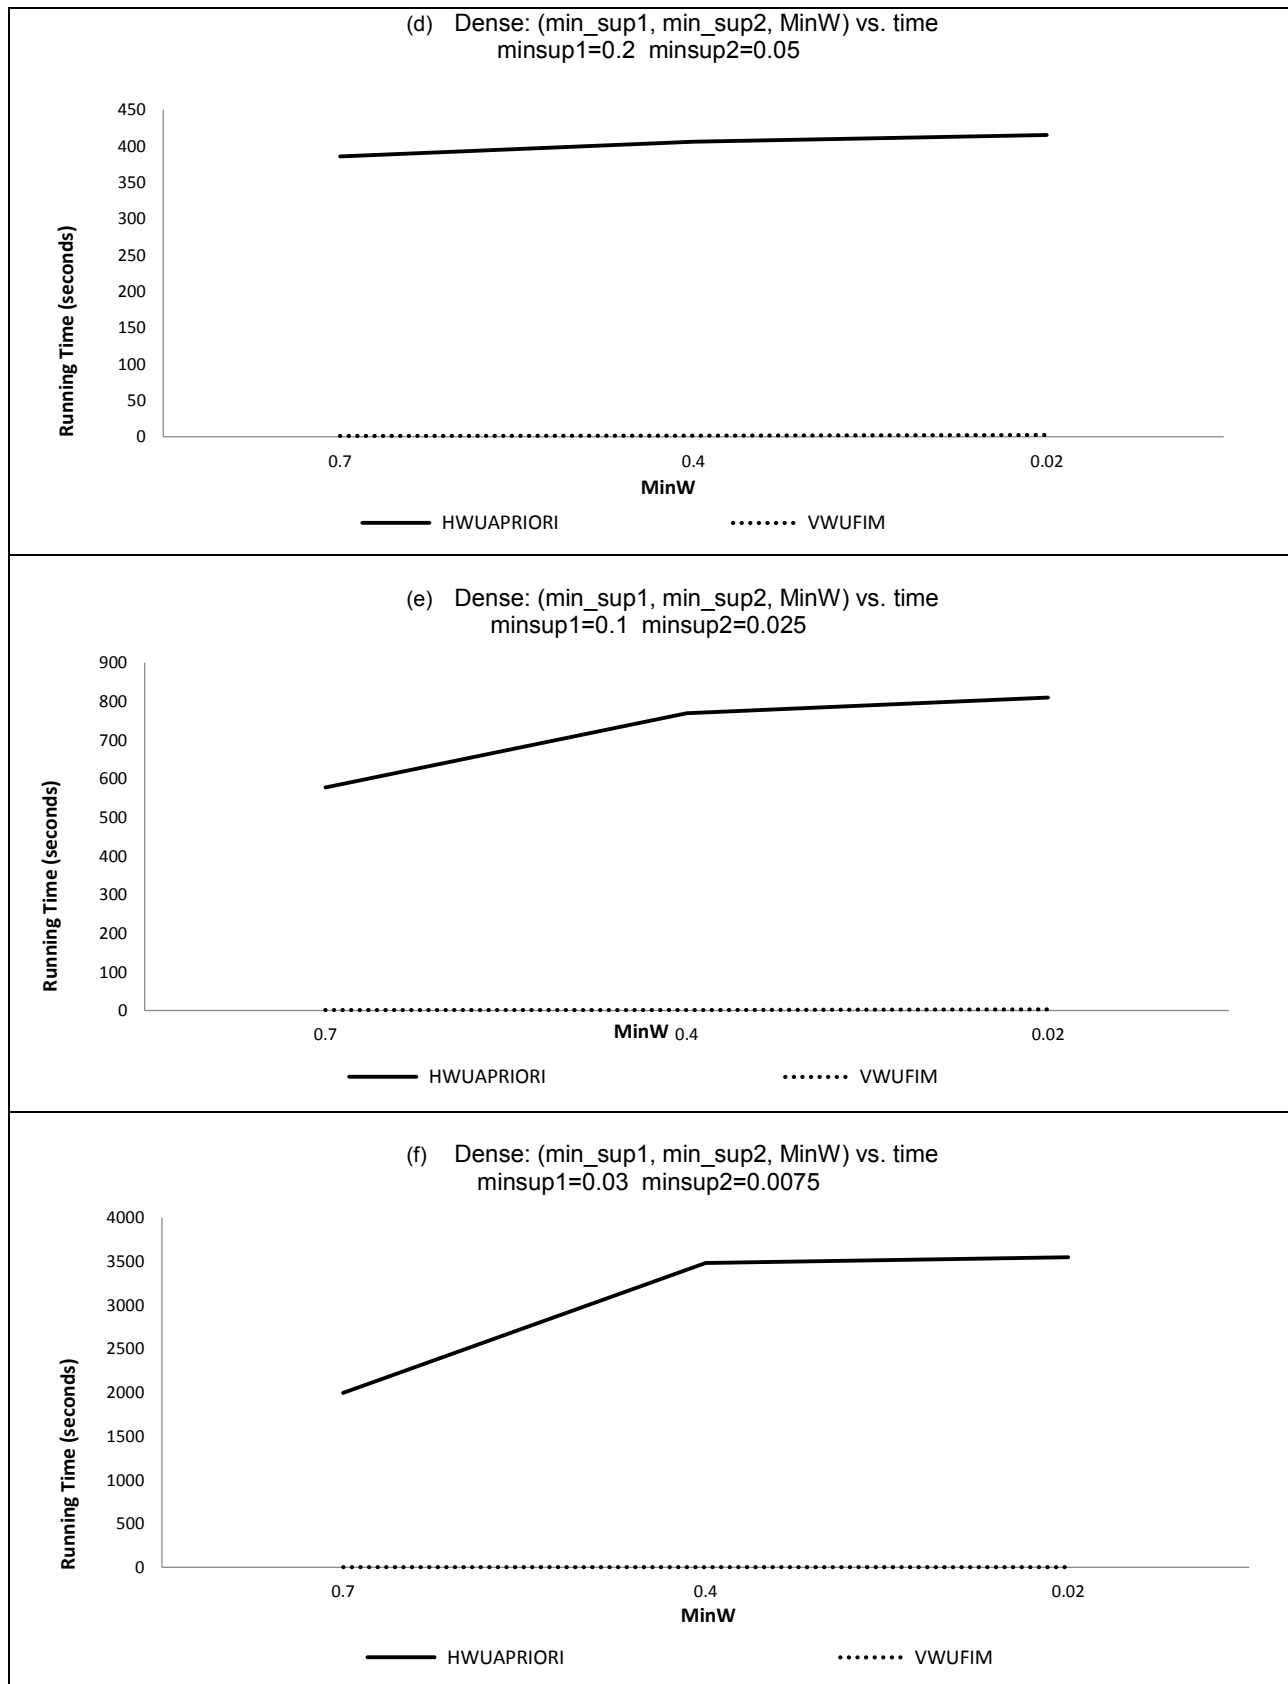 (d) Dense: (min_sup1, min_sup2, MinW) vs. time
minsup1=0.2 minsup2=0.05
450
400
350
300
250
200
150
100
50
0
Running Time (seconds)
0.7 0.4 0.02
MinW
HWUAPRIORI VWUFIM
(e) Dense: (min_sup1, min_sup2, MinW) vs. time
minsup1=0.1 minsup2=0.025
900
800
700
600
500
400
300
200
100
0
Running Time (seconds)
0.7 MinW 0.4 0.02
HWUAPRIORI VWUFIM
(f) Dense: (min_sup1, min_sup2, MinW) vs. time
minsup1=0.03 minsup2=0.0075
4000
3500
3000
2500
2000
1500
1000
500
0
Running Time (seconds)
0.7 0.4 0.02
MinW
HWUAPRIORI VWUFIM